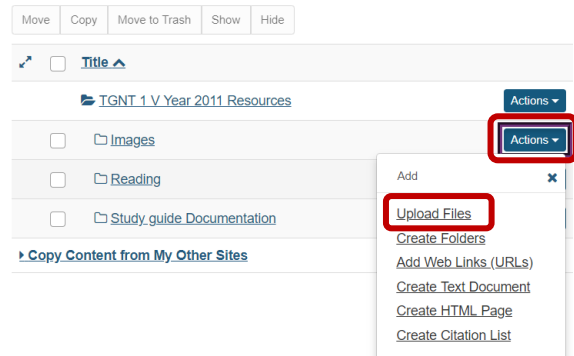 Move Copy Move to Trash Show Hide
Title
TGNT 1 V Year 2011 Resources Actions
Images Actions
Reading
Study guide Documentation
Copy Content from My Other Sites
Add
Upload Files
Create Folders
Add Web Links (URLs)
Create Text Document
Create HTML Page
Create Citation List